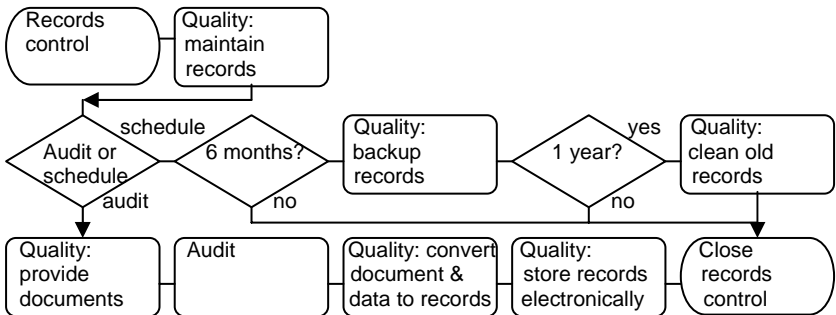 Records
control
Quality:
maintain
records
Audit or
schedule
schedule
audit
6 months?
no
Quality:
backup
records
1 year?
yes
no
Quality:
clean old
records
Quality:
provide
documents
Audit
Quality: convert
document &
data to records
Quality:
store records
electronically
Close
records
control